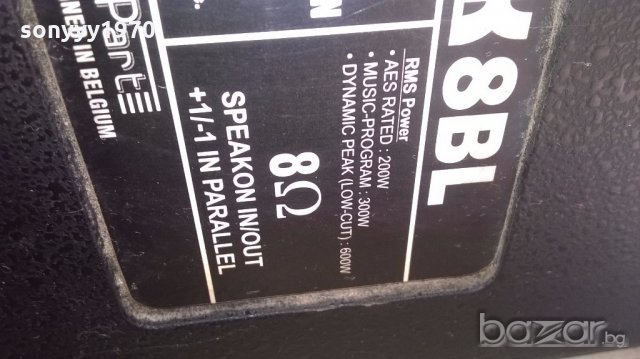 sonyyy1970
K8BL
RMS Power
· AES RATED : 200W
· MUSIC-PROGRAM : 300W
· DYNAMIC PEAK (LOW-CUT) : 600W
8Ω
SPEAKON IN/OUT
+1/-1 IN PARALLEL
IN BELGIUM
bazar.bg